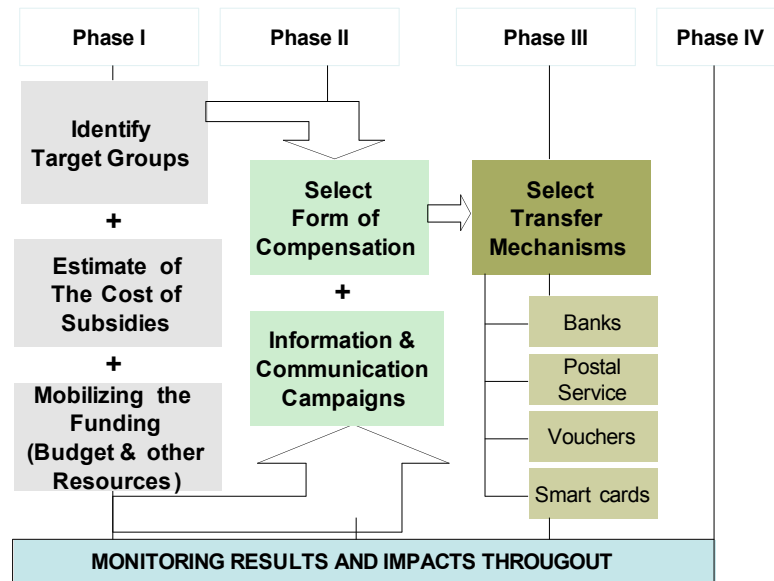 Phase I
Phase II
Phase III
Phase IV
Identify
Target Groups
+
Estimate of
The Cost of
Subsidies
+
Mobilizing the
Funding
(Budget & other
Resources)
Select
Form of
Compensation
+
Information &
Communication
Campaigns
Select
Transfer
Mechanisms
Banks
Postal
Service
Vouchers
Smart cards
MONITORING RESULTS AND IMPACTS THROUGOUT